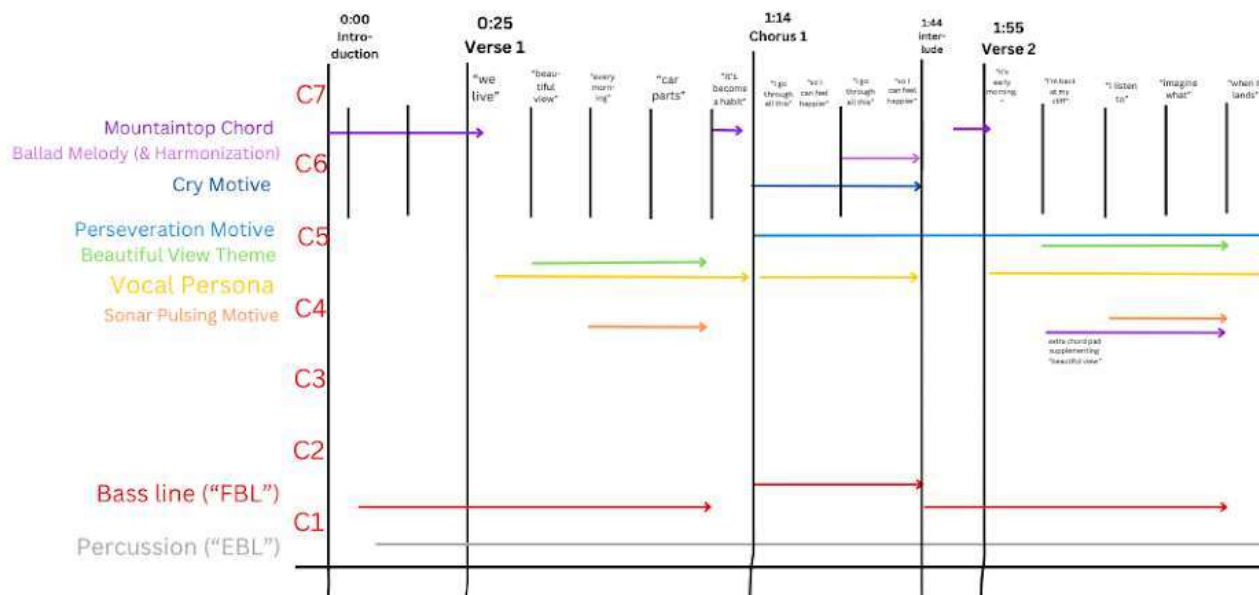 0:00
Intro-
duction
0:25
Verse 1
1:14
Chorus 1
1:44
inter-
lude
1:55
Verse 2
"we
live"
"beau-
tiful
view"
"every
morn-
ing"
"car
parts"
"it's
become
a habit"
"I go
through
all this"
"so I
can feel
happier"
"I go
through
all this"
"so I
can feel
happier"
"it's
early
morning
"
"I'm back
at my
cliff"
"I listen
to"
"imagine
what"
"when it
lands"
C7
Mountaintop Chord
Ballad Melody (& Harmonization)
C6
Cry Motive
Perseveration Motive
C5
Beautiful View Theme
Vocal Persona
C4
Sonar Pulsing Motive
extra chord pad
supplementing
"beautiful view"
C3
C2
Bass line ("FBL")
C1
Percussion ("EBL")